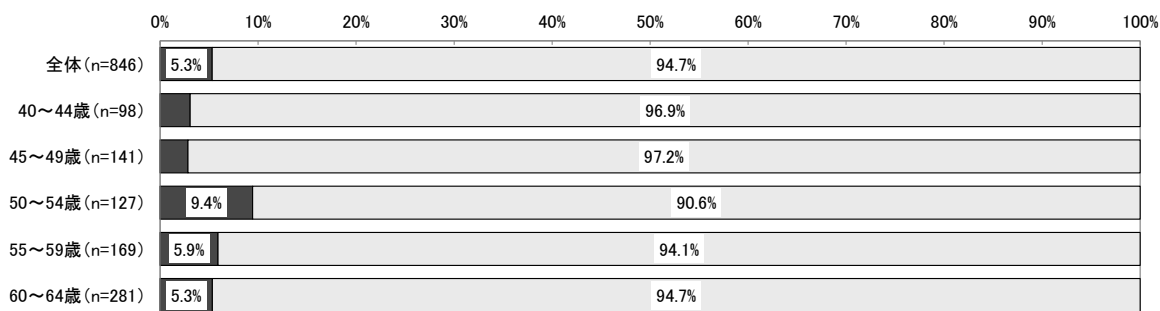 0% 10% 20% 30% 40% 50% 60% 70% 80% 90% 100%
全体(n=846) 5.3% 94.7%
40～44歳(n=98) 96.9%
45～49歳(n=141) 97.2%
50～54歳(n=127) 9.4% 90.6%
55～59歳(n=169) 5.9% 94.1%
60～64歳(n=281) 5.3% 94.7%